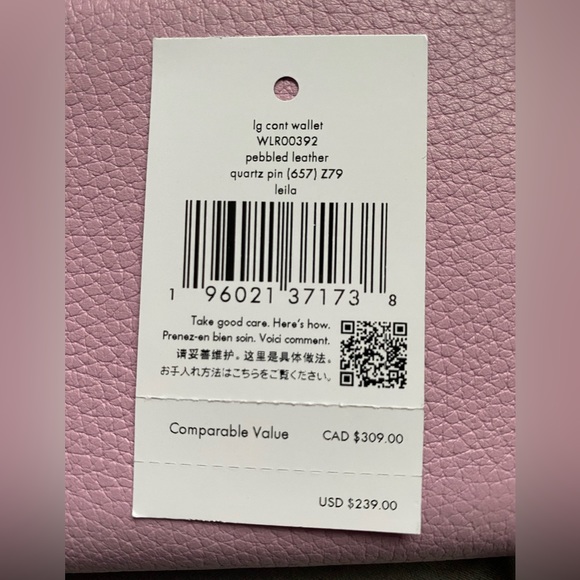 lg cont wallet
WLR00392
pebbled leather
quartz pin (657) Z79
leila
1 96021 37173 8
Take good care. Here's how.
Prenez-en bien soin. Voici comment.
请妥善维护。这里是具体做法。
お手入れ方法はこちらをご覧ください。
Comparable Value CAD $309.00
USD $239.00